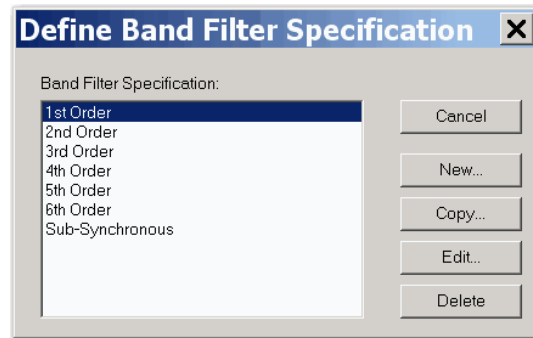 Define Band Filter Specification
Band Filter Specification:
1st Order
2nd Order
3rd Order
4th Order
5th Order
6th Order
Sub-Synchronous
Cancel
New...
Copy...
Edit...
Delete